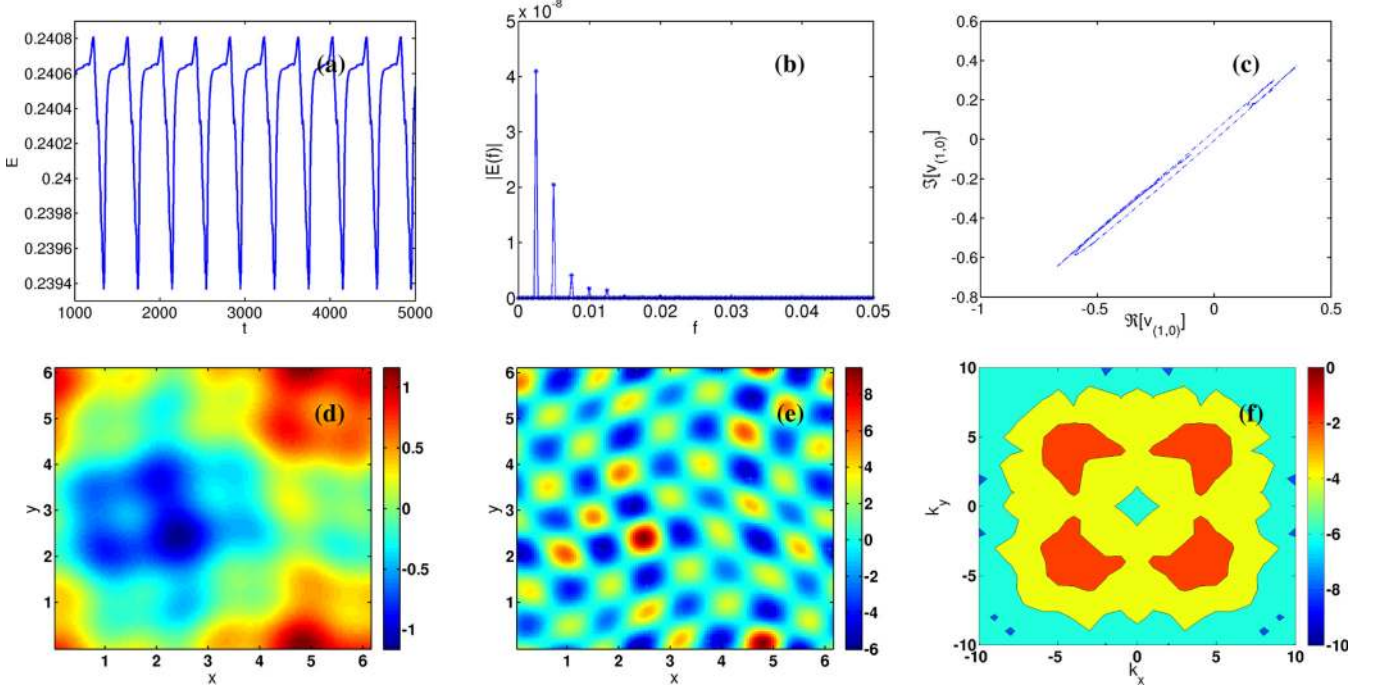 (a)
E
0.2408
0.2406
0.2404
0.2402
0.24
0.2398
0.2396
0.2394
1000 2000 3000 4000 5000
t
x 10⁻⁸
(b)
|E(f)|
5
4
3
2
1
0
0 0.01 0.02 0.03 0.04 0.05
f
(c)
ℑ[v(1,0)]
0.6
0.4
0.2
0
-0.2
-0.4
-0.6
-0.8
-1 -0.5 0 0.5
ℜ[v(1,0)]
(d)
y
6
5
4
3
2
1
1 2 3 4 5 6
x
1
0.5
0
-0.5
-1
(e)
y
6
5
4
3
2
1
1 2 3 4 5 6
x
8
6
4
2
0
-2
-4
-6
(f)
k_y
10
5
0
-5
-10
-10 -5 0 5 10
k_x
0
-2
-4
-6
-8
-10